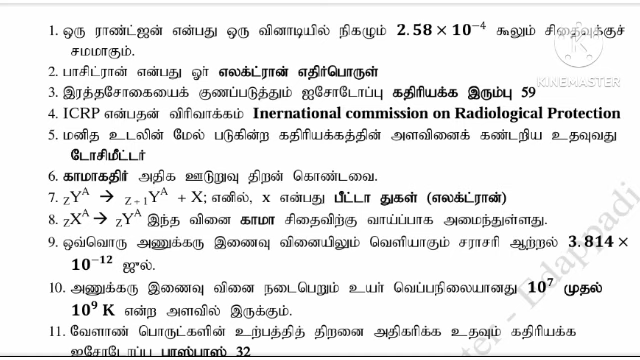 1. ஒரு ராண்ட்ஜன் என்பது ஒரு வினாடியில் நிகழும் 2.58 × 10⁻⁴ கூலும் சிதைவுக்குச்
சமமாகும்.
KINEMASTER
2. பாசிட்ரான் என்பது ஓர் எலக்ட்ரான் எதிர்பொருள்
3. இரத்தசோகையைக் குணப்படுத்தும் ஐசோடோப்பு கதிரியக்க இரும்பு 59
4. ICRP என்பதன் விரிவாக்கம் Inernational commission on Radiological Protection
5. மனித உடலின் மேல் படுகின்ற கதிரியக்கத்தின் அளவினைக் கண்டறிய உதவுவது
டோசிமீட்டர்
6. காமாகதிர் அதிக ஊடுறுவு திறன் கொண்டவை.
7. ZYᴬ → Z+1Yᴬ + X; எனில், x என்பது பீட்டா துகள் (எலக்ட்ரான்)
8. ZXᴬ → ZYᴬ இந்த வினை காமா சிதைவிற்கு வாய்ப்பாக அமைந்துள்ளது.
9. ஒவ்வொரு அணுக்கரு இணைவு வினையிலும் வெளியாகும் சராசரி ஆற்றல் 3.814 ×
10⁻¹² ஜூல்.
10. அணுக்கரு இணைவு வினை நடைபெறும் உயர் வெப்பநிலையானது 10⁷ முதல்
10⁹ K என்ற அளவில் இருக்கும்.
11. வேளாண் பொருட்களின் உற்பத்தித் திறனை அதிகரிக்க உதவும் கதிரியக்க
ஐசோடோப்பு பாஸ்பரஸ் 32
- Edappadi